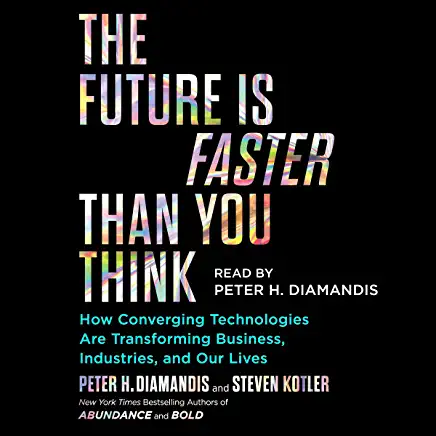 THE
FUTURE IS
FASTER
THAN YOU
THINK
READ BY
PETER H. DIAMANDIS
How Converging Technologies
Are Transforming Business,
Industries, and Our Lives
PETER H. DIAMANDIS and STEVEN KOTLER
New York Times Bestselling Authors of
ABUNDANCE and BOLD